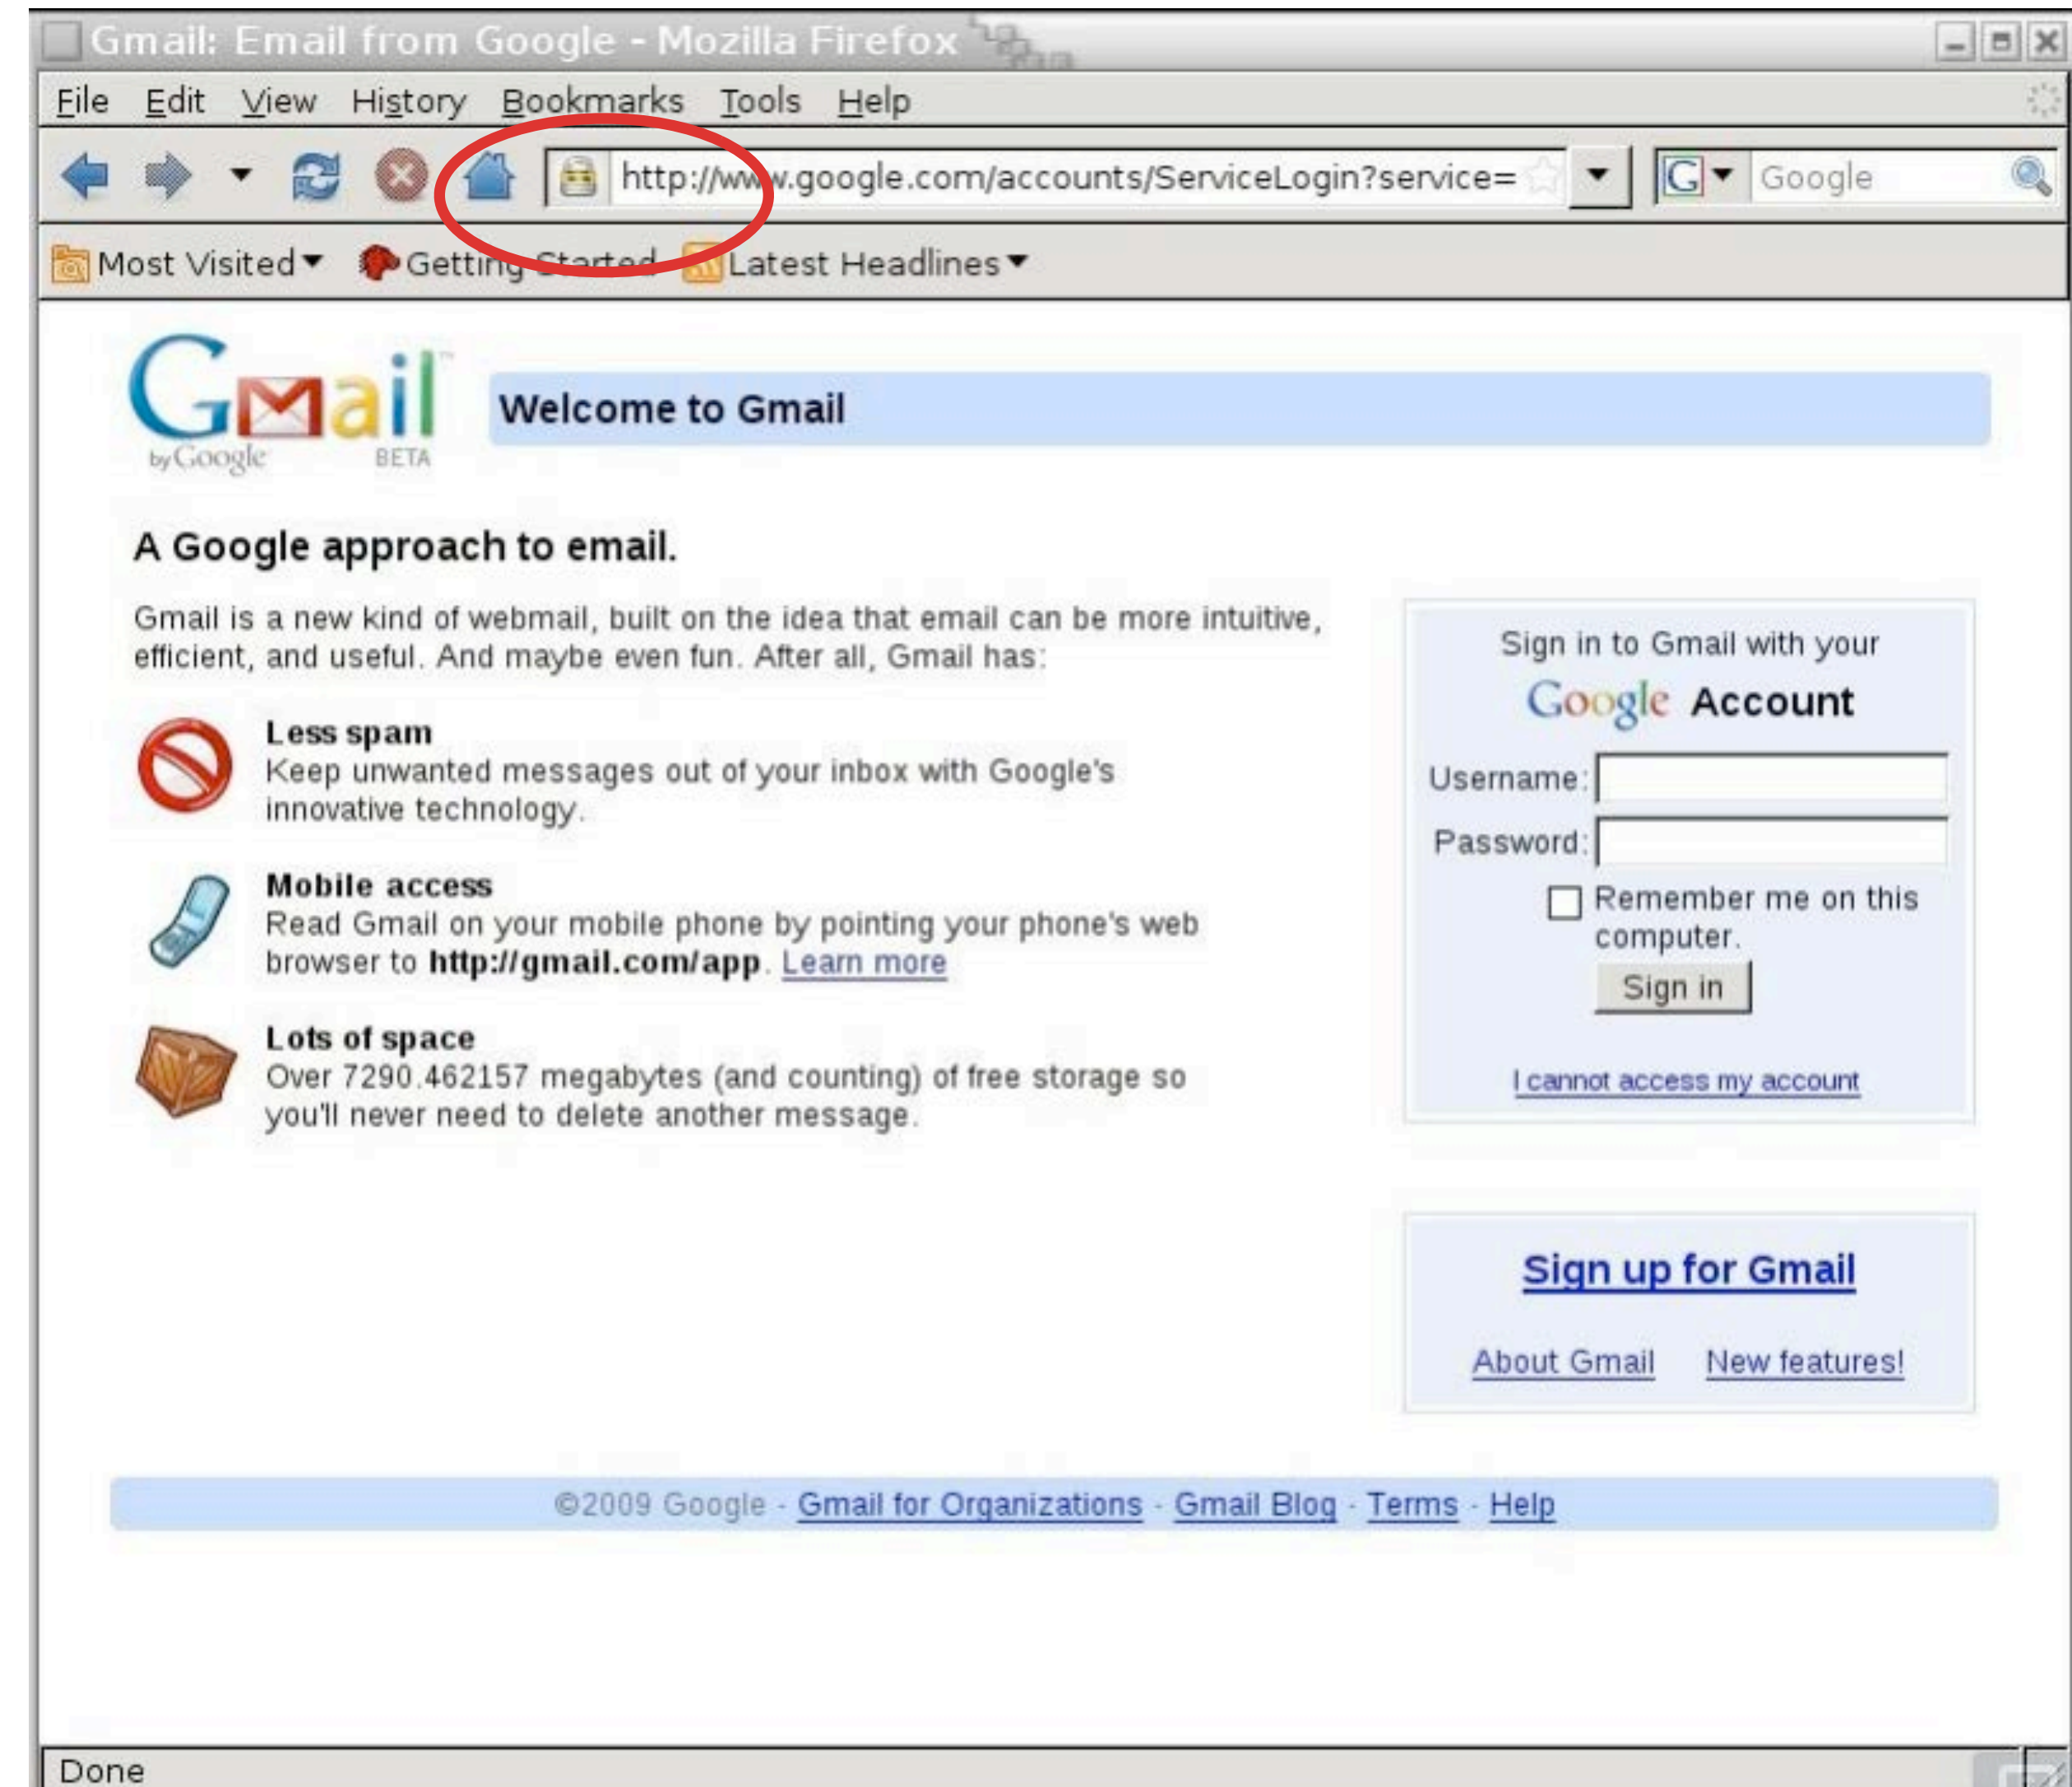 Gmail: Email from Google - Mozilla Firefox
File Edit View History Bookmarks Tools Help
http://www.google.com/accounts/ServiceLogin?service= G Google
Most Visited Getting Started Latest Headlines
Gmail™
by Google BETA
Welcome to Gmail
A Google approach to email.
Gmail is a new kind of webmail, built on the idea that email can be more intuitive,
efficient, and useful. And maybe even fun. After all, Gmail has:
Less spam
Keep unwanted messages out of your inbox with Google's
innovative technology.
Mobile access
Read Gmail on your mobile phone by pointing your phone's web
browser to http://gmail.com/app. Learn more
Lots of space
Over 7290.462157 megabytes (and counting) of free storage so
you'll never need to delete another message.
Sign in to Gmail with your
Google Account
Username:
Password:
Remember me on this
computer.
Sign in
I cannot access my account
Sign up for Gmail
About Gmail New features!
©2009 Google - Gmail for Organizations - Gmail Blog - Terms - Help
Done